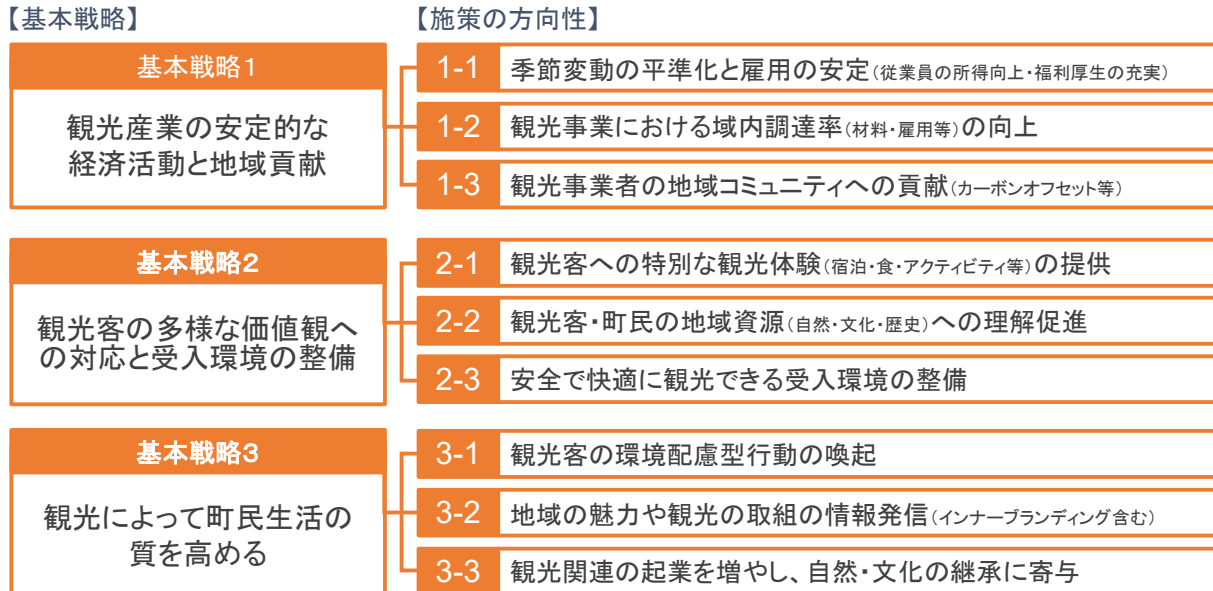 【基本戦略】
【施策の方向性】
基本戦略1
観光産業の安定的な
経済活動と地域貢献
1-1 季節変動の平準化と雇用の安定(従業員の所得向上・福利厚生の充実)
1-2 観光事業における域内調達率(材料・雇用等)の向上
1-3 観光事業者の地域コミュニティへの貢献(カーボンオフセット等)
基本戦略2
観光客の多様な価値観へ
の対応と受入環境の整備
2-1 観光客への特別な観光体験(宿泊・食・アクティビティ等)の提供
2-2 観光客・町民の地域資源(自然・文化・歴史)への理解促進
2-3 安全で快適に観光できる受入環境の整備
基本戦略3
観光によって町民生活の
質を高める
3-1 観光客の環境配慮型行動の喚起
3-2 地域の魅力や観光の取組の情報発信(インナーブランディング含む)
3-3 観光関連の起業を増やし、自然・文化の継承に寄与